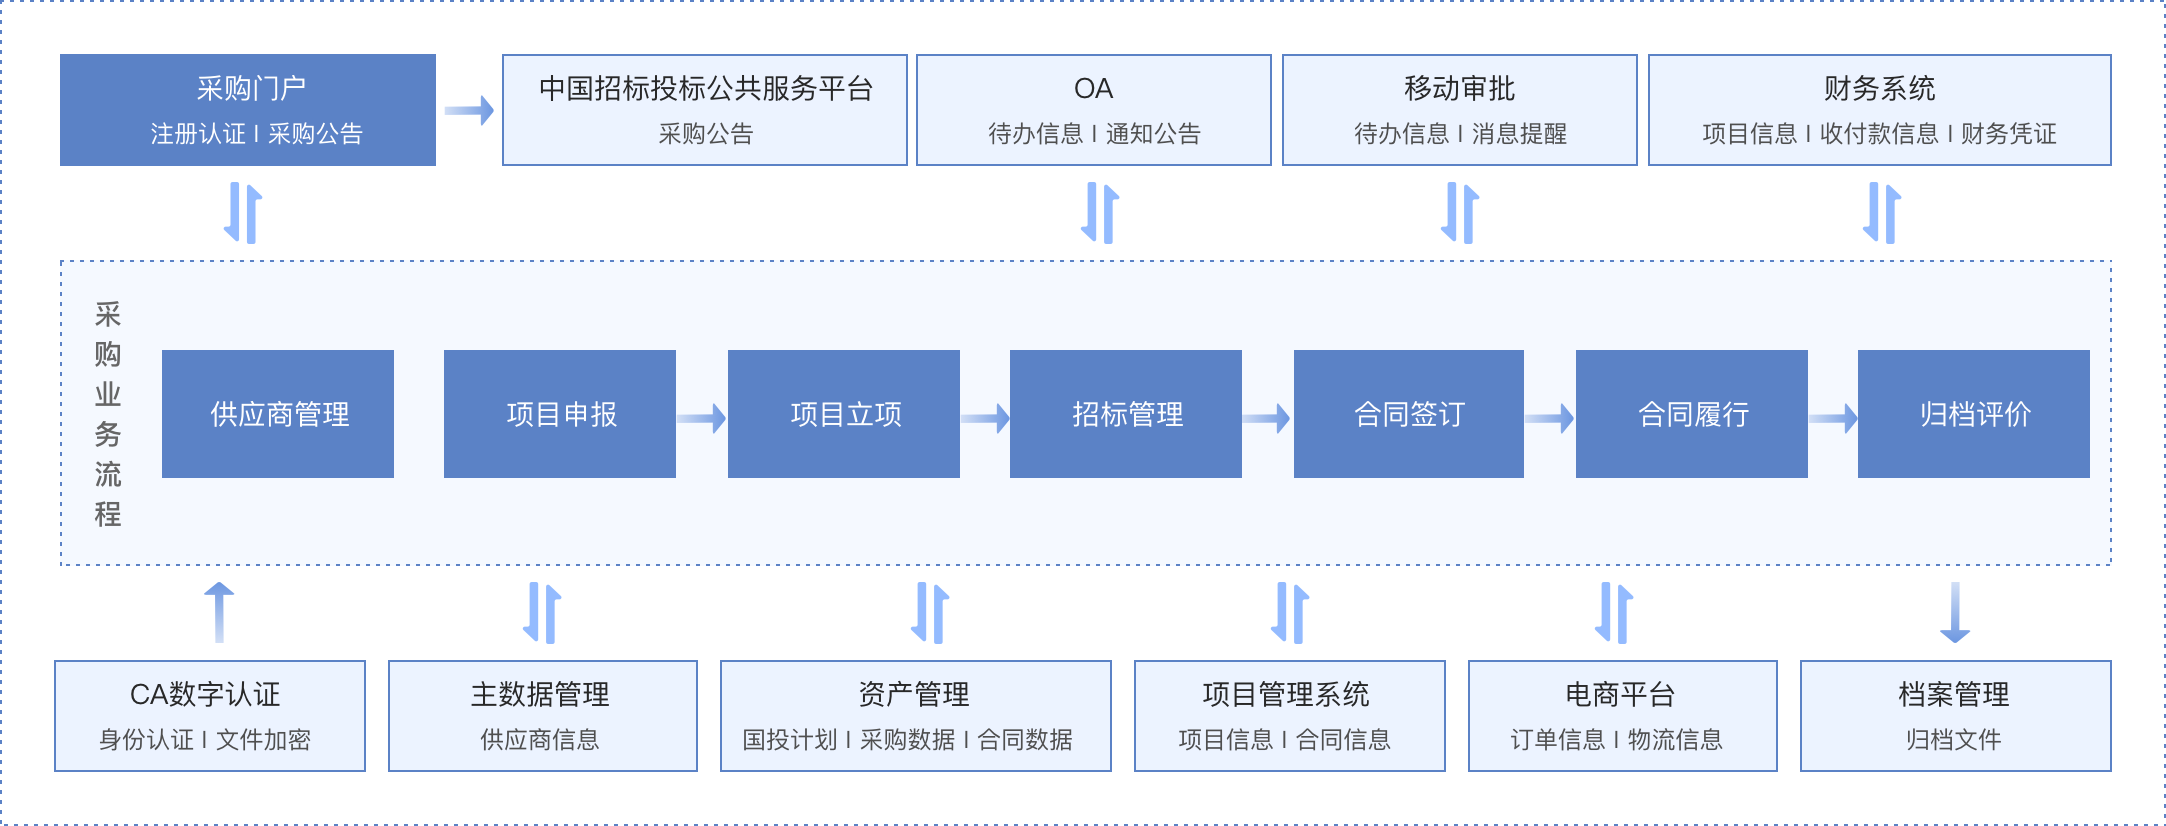 采购门户
注册认证 | 采购公告
中国招标投标公共服务平台
采购公告
OA
待办信息 | 通知公告
移动审批
待办信息 | 消息提醒
财务系统
项目信息 | 收付款信息 | 财务凭证
采购业务流程
供应商管理
项目申报
项目立项
招标管理
合同签订
合同履行
归档评价
CA数字认证
身份认证 | 文件加密
主数据管理
供应商信息
资产管理
国投计划 | 采购数据 | 合同数据
项目管理系统
项目信息 | 合同信息
电商平台
订单信息 | 物流信息
档案管理
归档文件